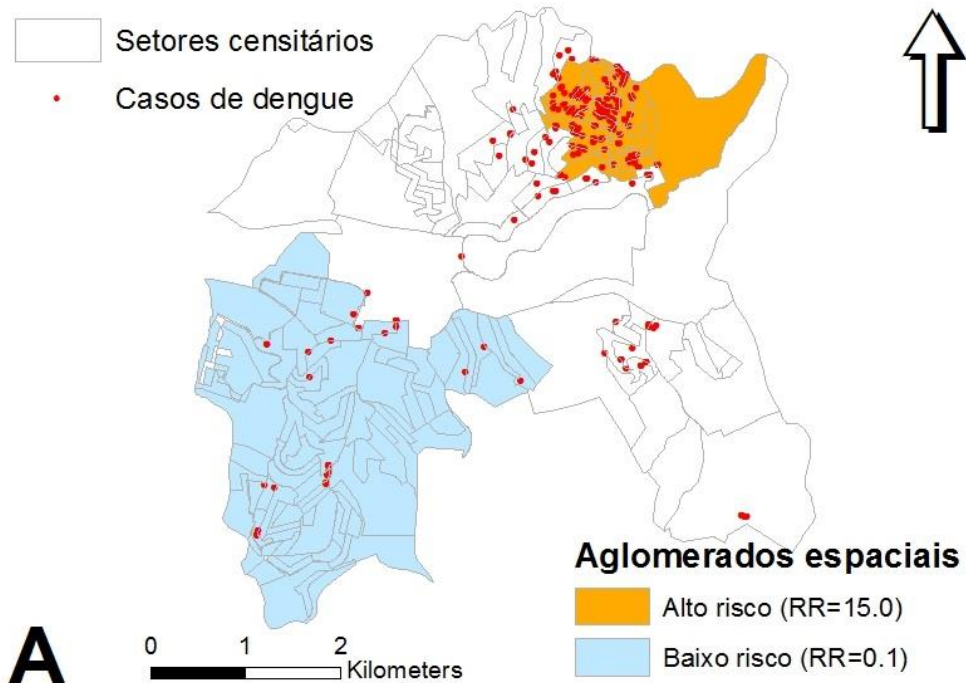 Setores censitários
Casos de dengue
Aglomerados espaciais
Alto risco (RR=15.0)
Baixo risco (RR=0.1)
A
0 1 2
Kilometers